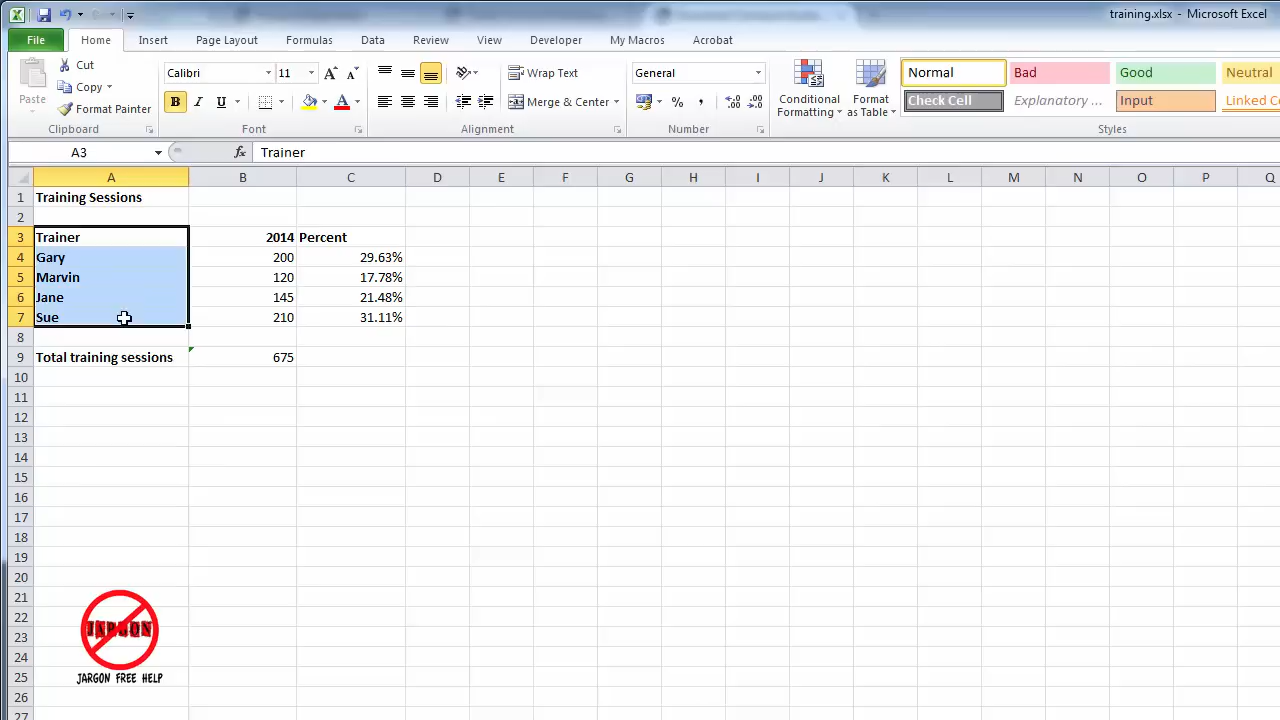 training.xlsx - Microsoft Excel
File Home Insert Page Layout Formulas Data Review View Developer My Macros Acrobat
Paste Cut Copy Format Painter
Calibri 11
Wrap Text
Merge & Center
General
Conditional Formatting
Format as Table
Normal Bad Good Neutral
Check Cell Explanatory ... Input Linked Ce
Clipboard Font Alignment Number Styles
A3 fx Trainer
A B C D E F G H I J K L M N O P Q
1 Training Sessions
2
3 Trainer 2014 Percent
4 Gary 200 29.63%
5 Marvin 120 17.78%
6 Jane 145 21.48%
7 Sue 210 31.11%
8
9 Total training sessions 675
10
11
12
13
14
15
16
17
18
19
20
21
22
23
24
25
26
27
JARGON
JARGON FREE HELP